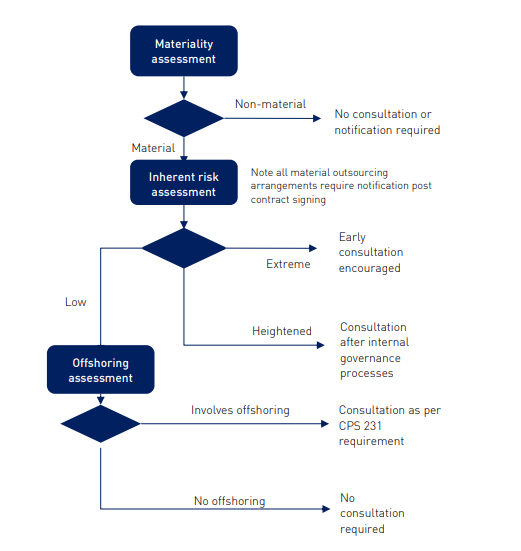 Materiality
assessment
Non-material
No consultation or
notification required
Material
Inherent risk
assessment
Note all material outsourcing
arrangements require notification post
contract signing
Early
consultation
encouraged
Extreme
Low
Heightened
Consultation
after internal
governance
processes
Offshoring
assessment
Involves offshoring
Consultation as per
CPS 231
requirement
No offshoring
No
consultation
required